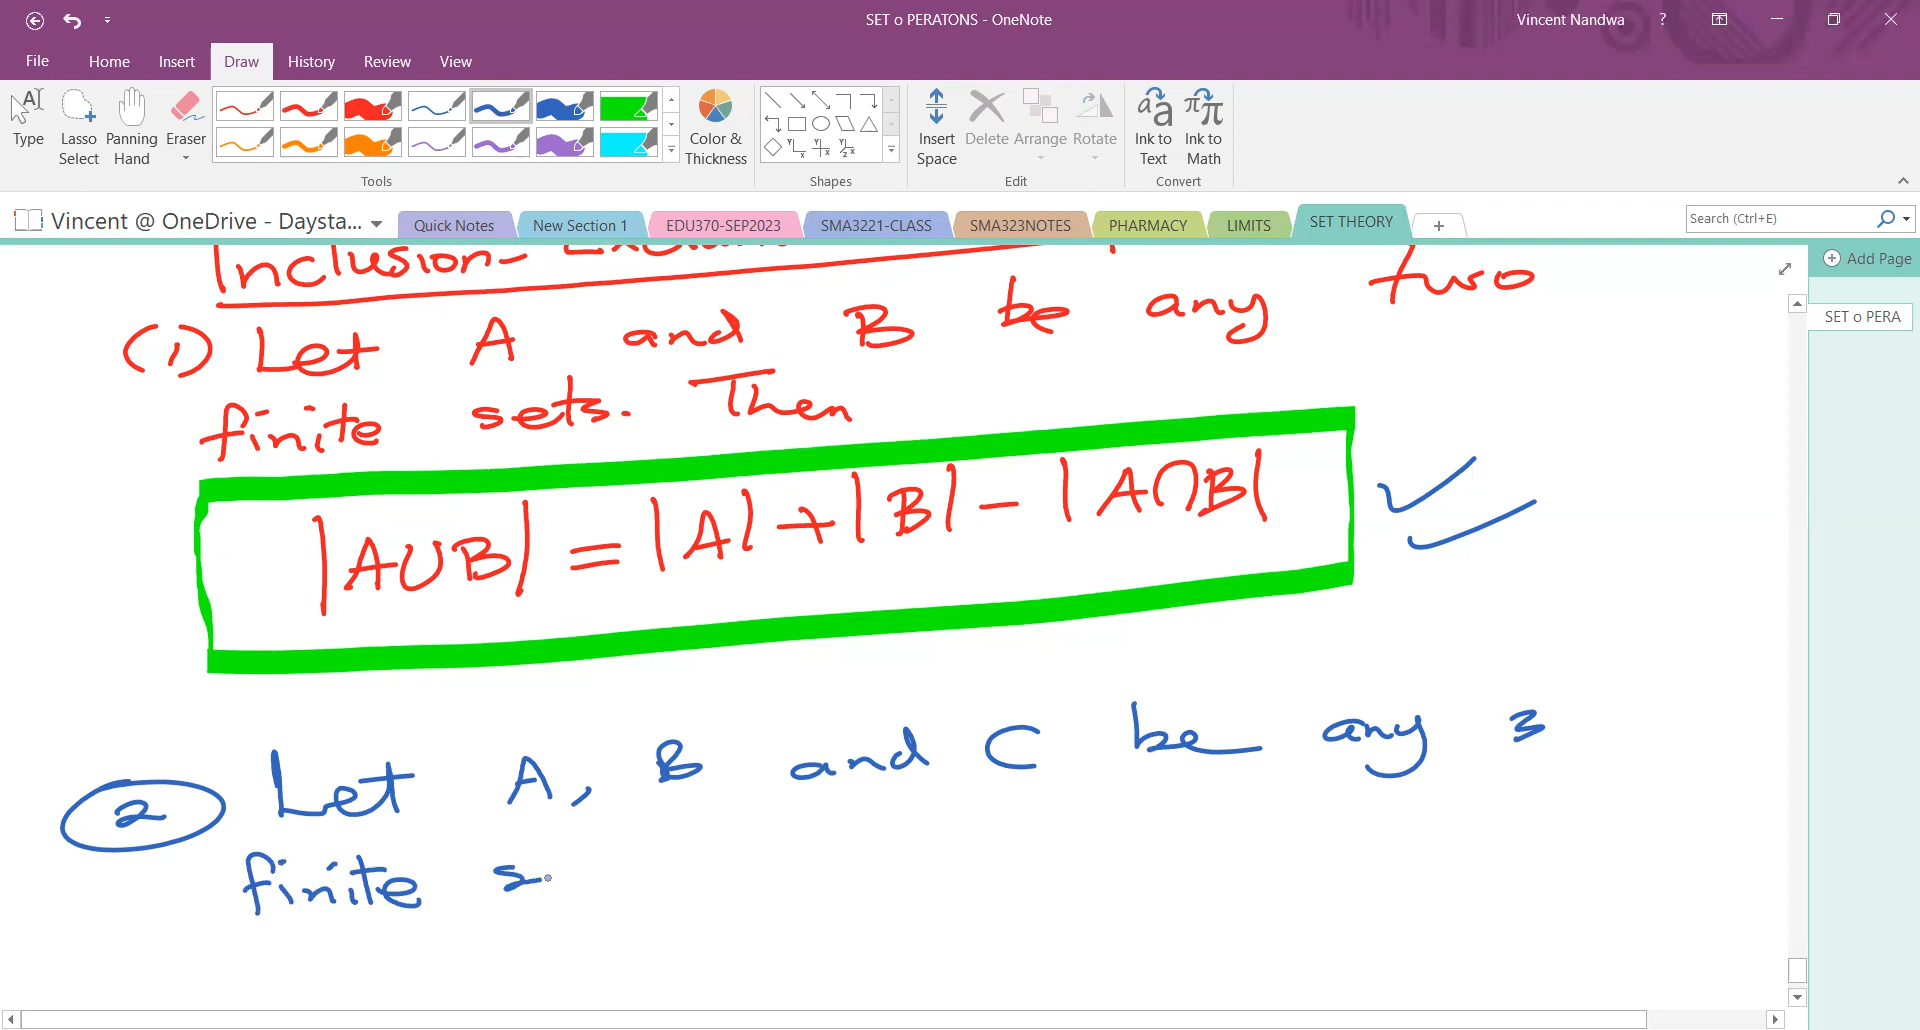 SET o PERATONS - OneNote
Vincent Nandwa
?
File
Home
Insert
Draw
History
Review
View
Type
Lasso Select
Panning Hand
Eraser
Color & Thickness
Insert Space
Delete
Arrange
Rotate
Ink to Text
Ink to Math
Tools
Shapes
Edit
Convert
Vincent @ OneDrive - Daysta...
Quick Notes
New Section 1
EDU370-SEP2023
SMA3221-CLASS
SMA323NOTES
PHARMACY
LIMITS
SET THEORY
Search (Ctrl+E)
Add Page
SET o PERA
Inclusion-
(1) Let A and B be any two
finite sets. Then
|A∪B| = |A| + |B| - |A∩B|
2 Let A, B and C be any 3
finite s